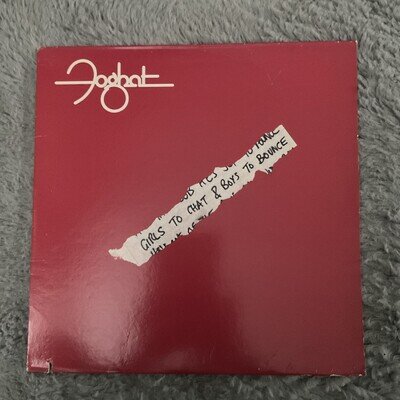 Foghat
GIRLS TO CHAT & BOYS TO BOUNCE